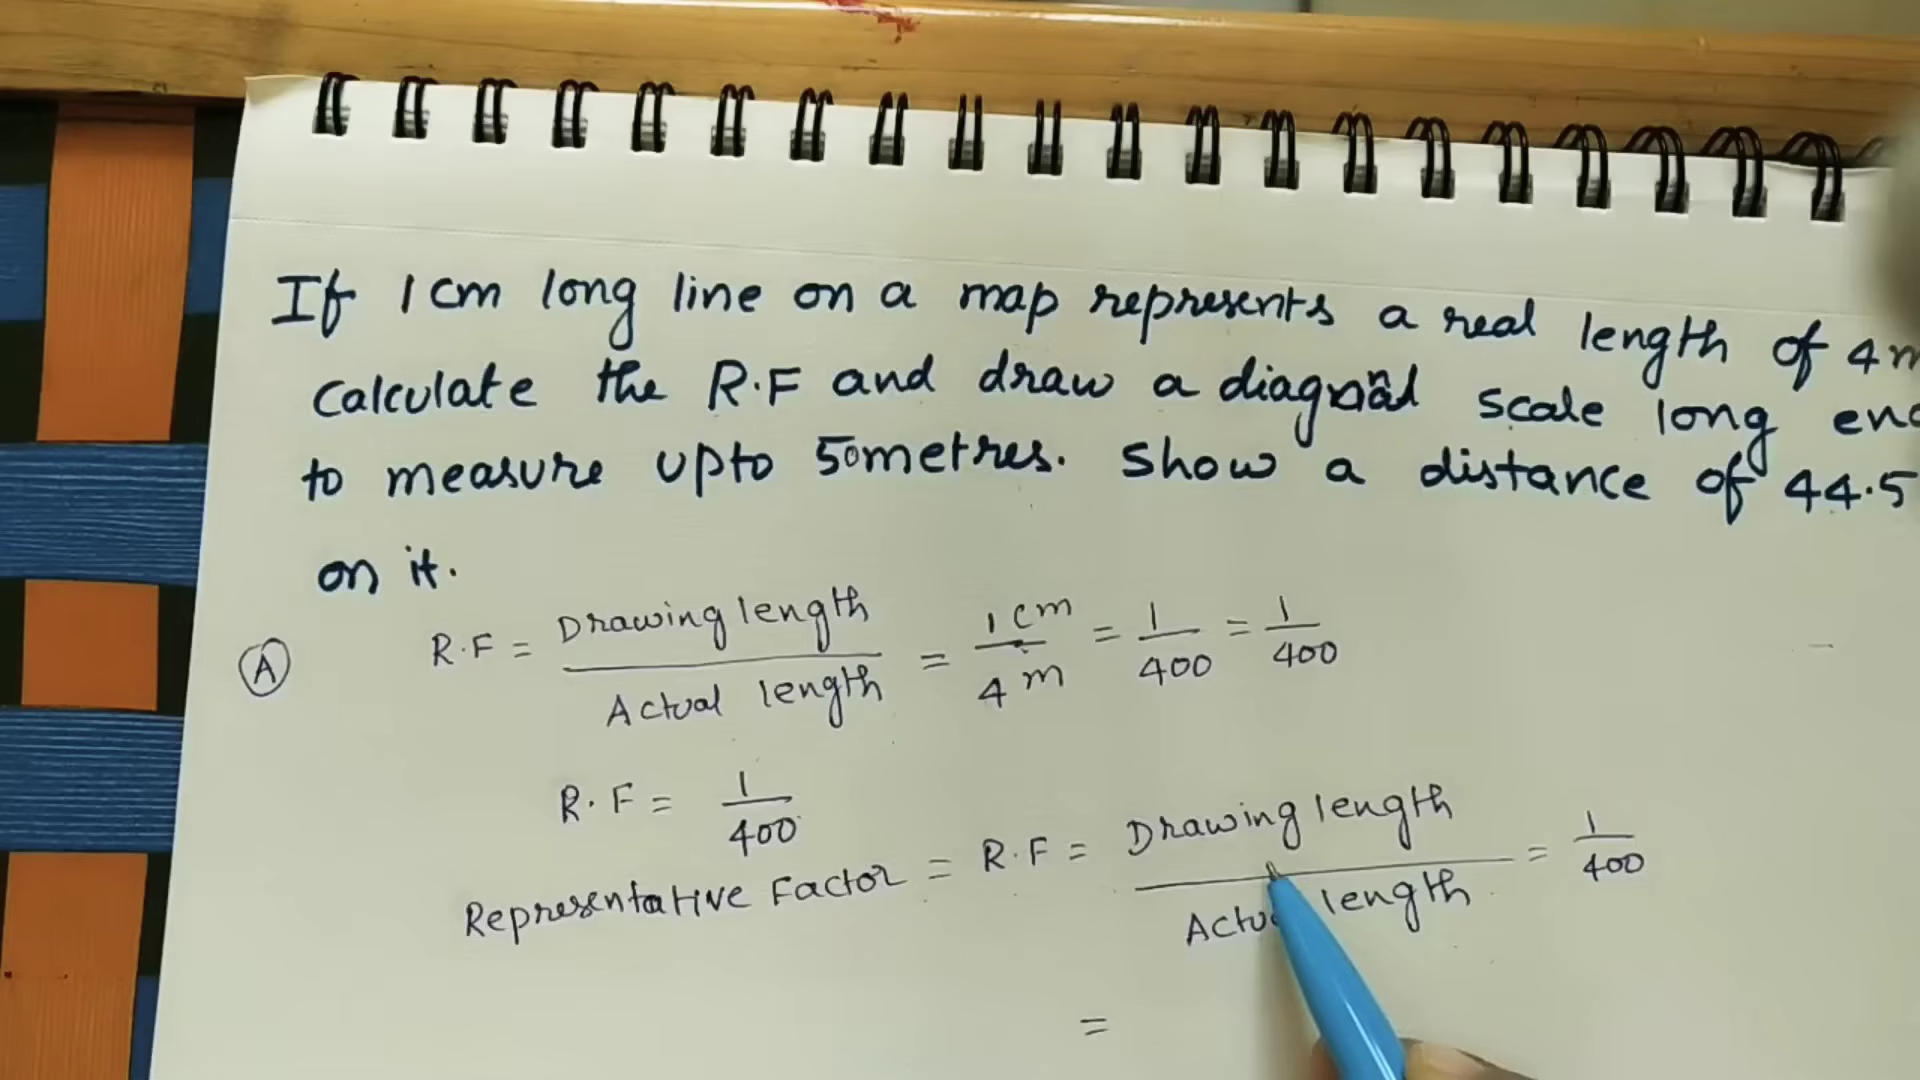 If 1cm long line on a map represents a real length of 4m
Calculate the R.F and draw a diagonal scale long
to measure upto 50metres. Show a distance of 44.5
on it.
(A) R.F = Drawing length / Actual length = 1cm / 4m = 1/400 = 1/400
R.F = 1/400
Representative Factor = R.F = Drawing length / Actual length = 1/400
=